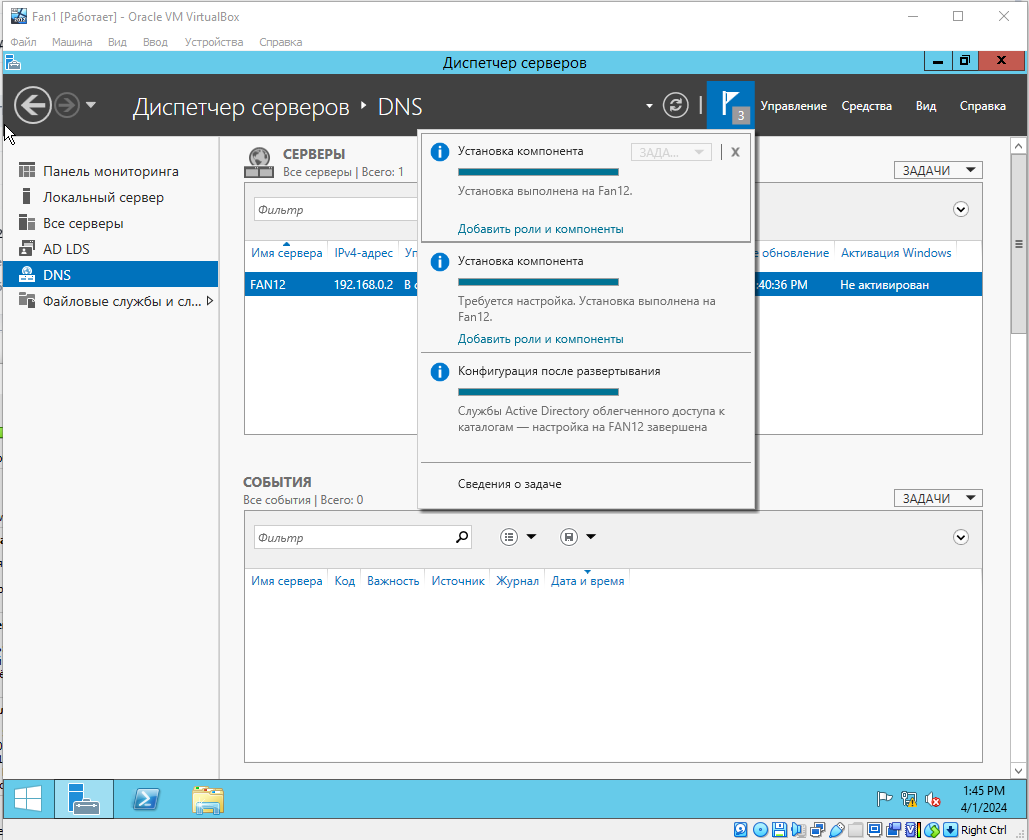 Fan1 [Работает] - Oracle VM VirtualBox
Файл Машина Вид Ввод Устройства Справка
Диспетчер серверов
Диспетчер серверов • DNS
3
Управление Средства Вид Справка
Панель мониторинга
Локальный сервер
Все серверы
AD LDS
DNS
Файловые службы и сл...
СЕРВЕРЫ
Все серверы | Всего: 1
ЗАДАЧИ
Фильтр
Имя сервера IPv4-адрес Уп
е обновление Активация Windows
FAN12 192.168.0.2 В с
:40:36 PM Не активирован
Установка компонента
ЗАДА...
X
Установка выполнена на Fan12.
Добавить роли и компоненты
Установка компонента
Требуется настройка. Установка выполнена на
Fan12.
Добавить роли и компоненты
Конфигурация после развертывания
Службы Active Directory облегченного доступа к
каталогам — настройка на FAN12 завершена
Сведения о задаче
СОБЫТИЯ
Все события | Всего: 0
ЗАДАЧИ
Фильтр
Имя сервера Код Важность Источник Журнал Дата и время
1:45 PM
4/1/2024
Right Ctrl